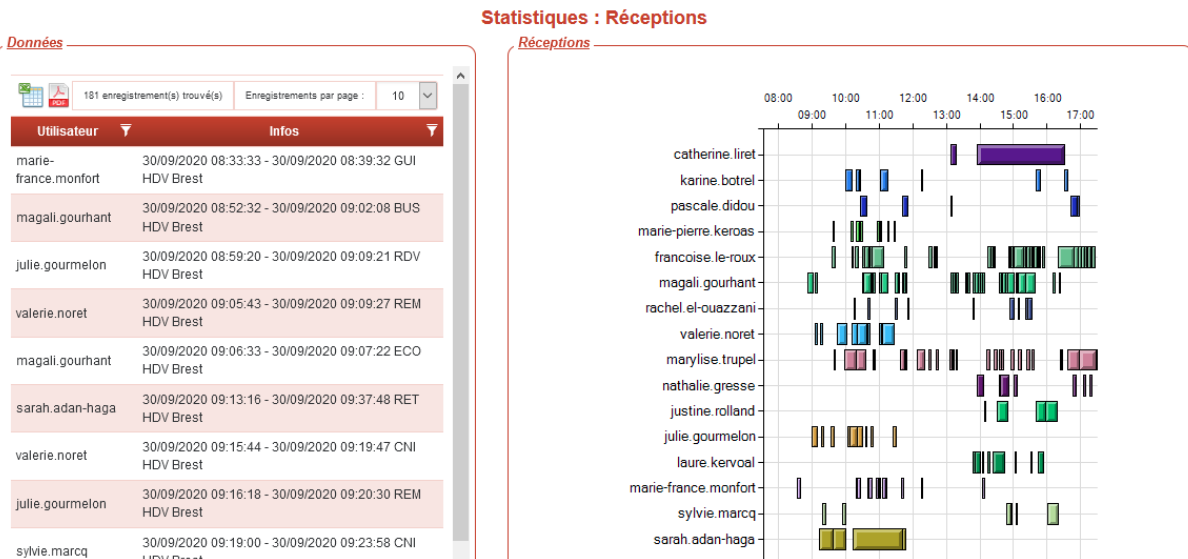 Statistiques : Réceptions
Données
PDF
181 enregistrement(s) trouvé(s)
Enregistrements par page :
10
Utilisateur
Infos
marie-
france.monfort
30/09/2020 08:33:33 - 30/09/2020 08:39:32 GUI
HDV Brest
magali.gourhant
30/09/2020 08:52:32 - 30/09/2020 09:02:08 BUS
HDV Brest
julie.gourmelon
30/09/2020 08:59:20 - 30/09/2020 09:09:21 RDV
HDV Brest
valerie.noret
30/09/2020 09:05:43 - 30/09/2020 09:09:27 REM
HDV Brest
magali.gourhant
30/09/2020 09:06:33 - 30/09/2020 09:07:22 ECO
HDV Brest
sarah.adan-haga
30/09/2020 09:13:16 - 30/09/2020 09:37:48 RET
HDV Brest
valerie.noret
30/09/2020 09:15:44 - 30/09/2020 09:19:47 CNI
HDV Brest
julie.gourmelon
30/09/2020 09:16:18 - 30/09/2020 09:20:30 REM
HDV Brest
sylvie.marcq
30/09/2020 09:19:00 - 30/09/2020 09:23:58 CNI
HDV Brest
Réceptions
08:00 10:00 12:00 14:00 16:00
09:00 11:00 13:00 15:00 17:00
catherine.liret
karine.botrel
pascale.didou
marie-pierre.keroas
francoise.le-roux
magali.gourhant
rachel.el-ouazzani
valerie.noret
marylise.trupel
nathalie.gresse
justine.rolland
julie.gourmelon
laure.kervoal
marie-france.monfort
sylvie.marcq
sarah.adan-haga